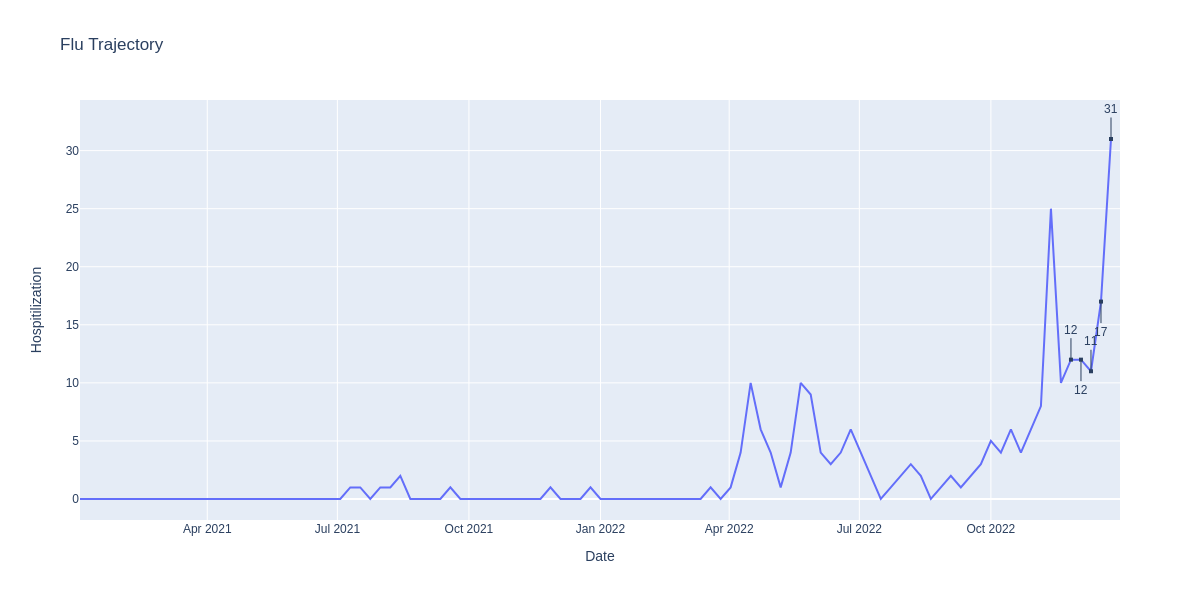 Flu Trajectory
31
30
25
20
15
10
5
0
12
12
11
17
Hospitilization
Apr 2021
Jul 2021
Oct 2021
Jan 2022
Apr 2022
Jul 2022
Oct 2022
Date